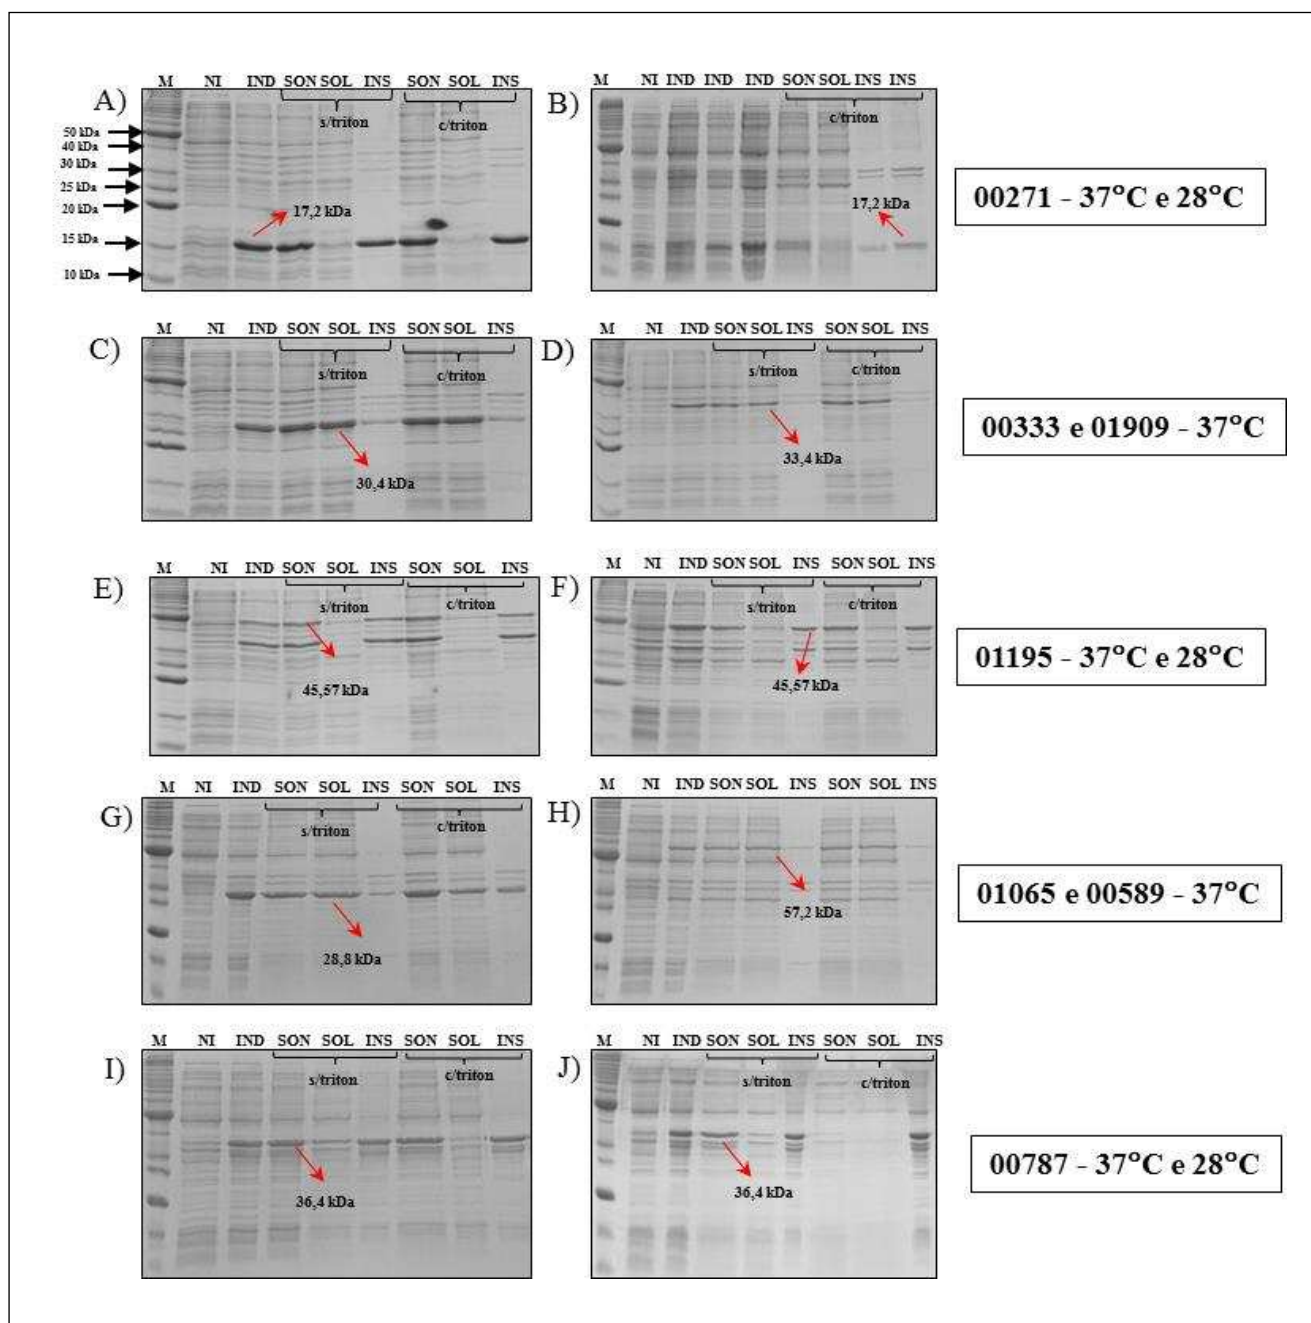 M NI IND SON SOL INS SON SOL INS
A)
s/triton
c/triton
50 kDa
40 kDa
30 kDa
25 kDa
20 kDa
15 kDa
10 kDa
17,2 kDa
M NI IND IND IND SON SOL INS INS
B)
c/triton
17,2 kDa
00271 - 37°C e 28°C
M NI IND SON SOL INS SON SOL INS
C)
s/triton
c/triton
30,4 kDa
M NI IND SON SOL INS SON SOL INS
D)
s/triton
c/triton
33,4 kDa
00333 e 01909 - 37°C
M NI IND SON SOL INS SON SOL INS
E)
s/triton
c/triton
45,57 kDa
M NI IND SON SOL INS SON SOL INS
F)
s/triton
c/triton
45,57 kDa
01195 - 37°C e 28°C
M NI IND SON SOL INS SON SOL INS
G)
s/triton
c/triton
28,8 kDa
M NI IND SON SOL INS SON SOL INS
H)
57,2 kDa
01065 e 00589 - 37°C
M NI IND SON SOL INS SON SOL INS
I)
s/triton
c/triton
36,4 kDa
M NI IND SON SOL INS SON SOL INS
J)
s/triton
c/triton
36,4 kDa
00787 - 37°C e 28°C